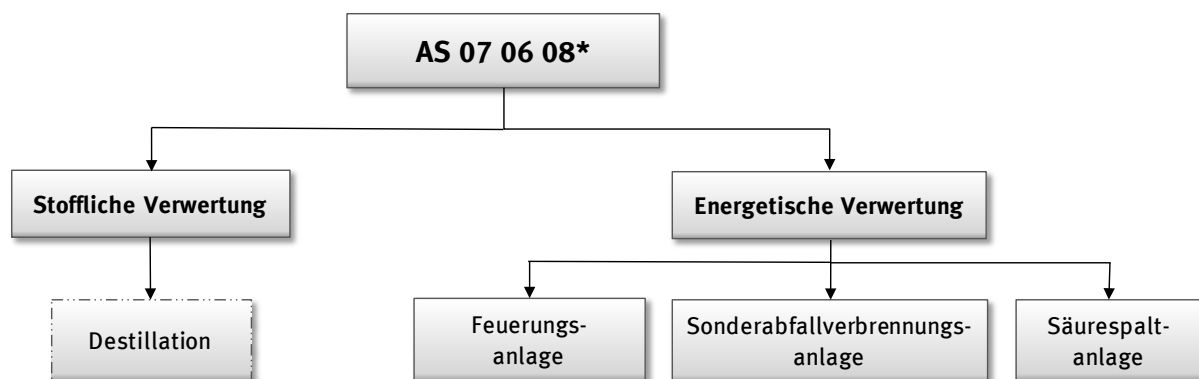 AS 07 06 08*
Stoffliche Verwertung
Energetische Verwertung
Destillation
Feuerungs-
anlage
Sonderabfallverbrennungs-
anlage
Säurespalt-
anlage